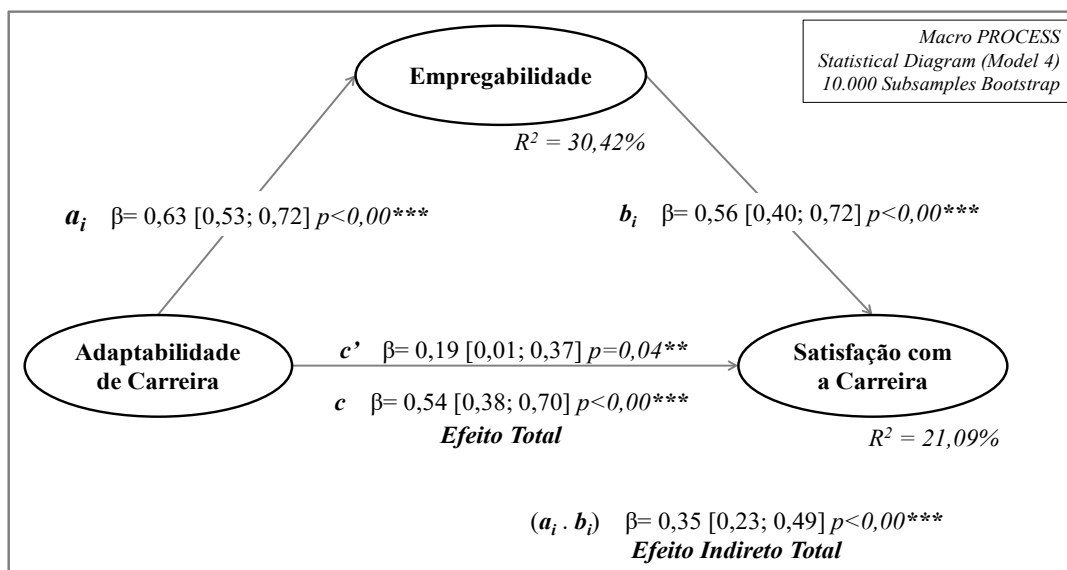 Macro PROCESS
Statistical Diagram (Model 4)
10.000 Subsamples Bootstrap
Empregabilidade
R² = 30,42%
aᵢ β= 0,63 [0,53; 0,72] p<0,00***
bᵢ β= 0,56 [0,40; 0,72] p<0,00***
Adaptabilidade
de Carreira
c’ β= 0,19 [0,01; 0,37] p=0,04**
c β= 0,54 [0,38; 0,70] p<0,00***
Efeito Total
Satisfação com
a Carreira
R² = 21,09%
(aᵢ . bᵢ) β= 0,35 [0,23; 0,49] p<0,00***
Efeito Indireto Total